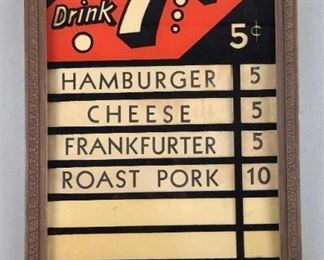 Drink 7
5¢
HAMBURGER 5
CHEESE 5
FRANKFURTER 5
ROAST PORK 10